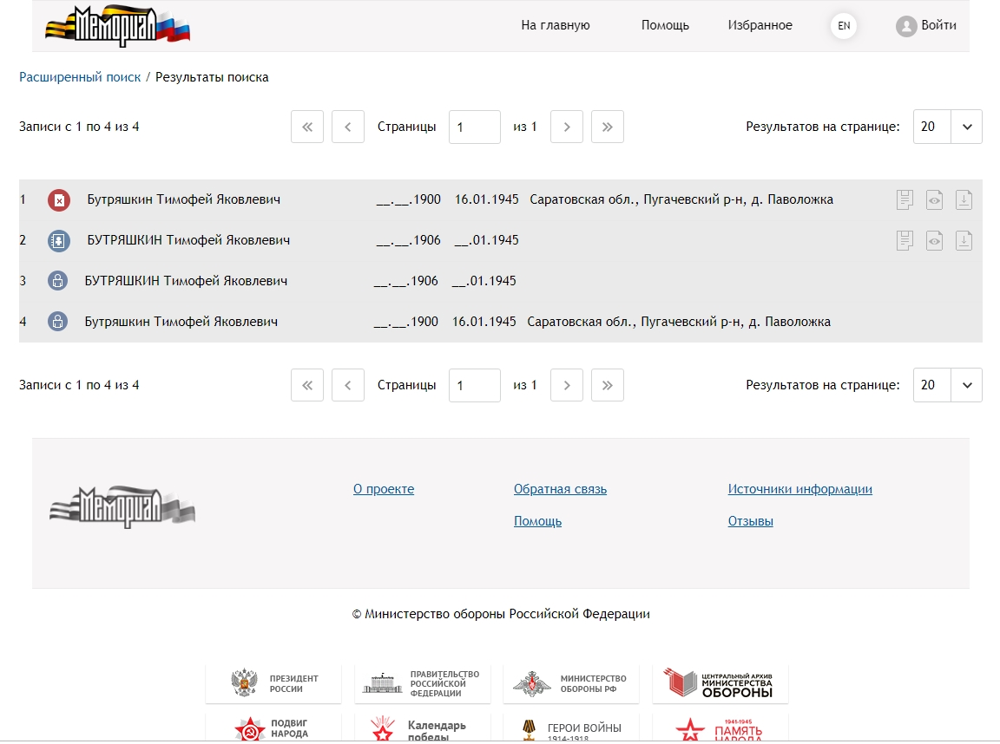 Мемориал
На главную Помощь Избранное EN Войти
Расширенный поиск / Результаты поиска
Записи с 1 по 4 из 4 « ‹ Страницы 1 из 1 › » Результатов на странице: 20
1 Бутряшкин Тимофей Яковлевич __.__.1900 16.01.1945 Саратовская обл., Пугачевский р-н, д. Паволожка
2 БУТРЯШКИН Тимофей Яковлевич __.__.1906 __.01.1945
3 БУТРЯШКИН Тимофей Яковлевич __.__.1906 __.01.1945
4 Бутряшкин Тимофей Яковлевич __.__.1900 16.01.1945 Саратовская обл., Пугачевский р-н, д. Паволожка
Записи с 1 по 4 из 4 « ‹ Страницы 1 из 1 › » Результатов на странице: 20
Мемориал
О проекте Обратная связь Источники информации
Помощь Отзывы
© Министерство обороны Российской Федерации
ПРЕЗИДЕНТ
РОССИИ
ПРАВИТЕЛЬСТВО
РОССИЙСКОЙ
ФЕДЕРАЦИИ
МИНИСТЕРСТВО
ОБОРОНЫ РФ
ЦЕНТРАЛЬНЫЙ АРХИВ
МИНИСТЕРСТВА
ОБОРОНЫ
ПОДВИГ
НАРОДА
Календарь
победы
ГЕРОИ ВОЙНЫ
1914-1918
1941-1945
ПАМЯТЬ
НАРОДА